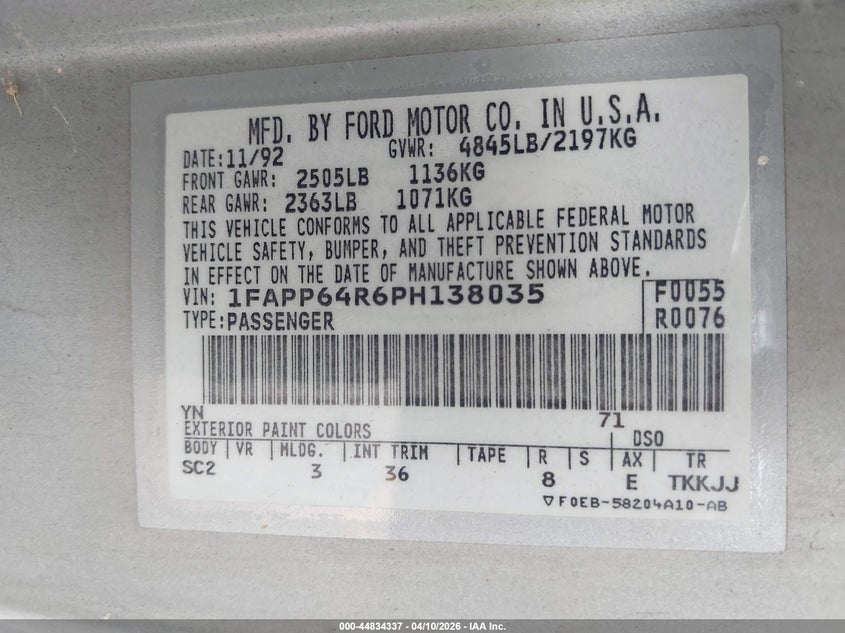 MFD. BY FORD MOTOR CO. IN U.S.A.
DATE:11/92 GVWR: 4845LB/2197KG
FRONT GAWR: 2505LB 1136KG
REAR GAWR: 2363LB 1071KG
THIS VEHICLE CONFORMS TO ALL APPLICABLE FEDERAL MOTOR
VEHICLE SAFETY, BUMPER, AND THEFT PREVENTION STANDARDS
IN EFFECT ON THE DATE OF MANUFACTURE SHOWN ABOVE.
VIN: 1FAPP64R6PH138035 F0055
TYPE:PASSENGER R0076
YN 71
EXTERIOR PAINT COLORS DSO
BODY VR MLDG. INT TRIM TAPE R S AX TR
SC2 3 36 8 E TKKJJ
▽F0EB-58204A10-AB
000-44834337 - 04/10/2026 - IAA Inc.